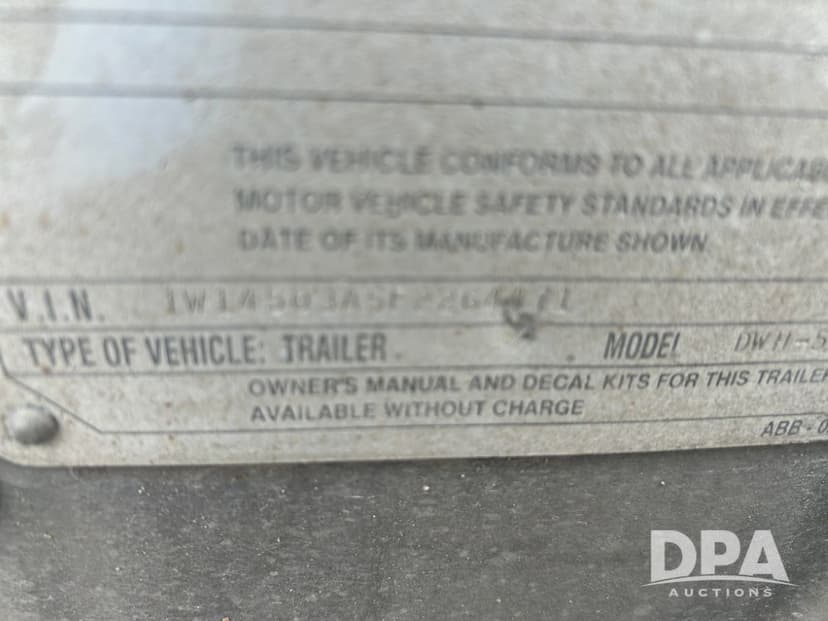 THIS VEHICLE CONFORMS TO ALL APPLICAB
MOTOR VEHICLE SAFETY STANDARDS IN EFFE
DATE OF ITS MANUFACTURE SHOWN
V.I.N.
TYPE OF VEHICLE: TRAILER MODEL DWH-5
OWNER'S MANUAL AND DECAL KITS FOR THIS TRAILER
AVAILABLE WITHOUT CHARGE
ABB - 0
DPA
AUCTIONS